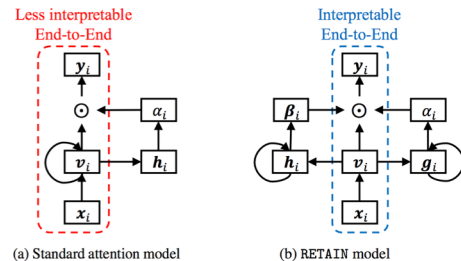 Less interpretable
End-to-End
y_i
⊙
α_i
v_i
h_i
x_i
(a) Standard attention model
Interpretable
End-to-End
y_i
β_i
⊙
α_i
h_i
v_i
g_i
x_i
(b) RETAIN model